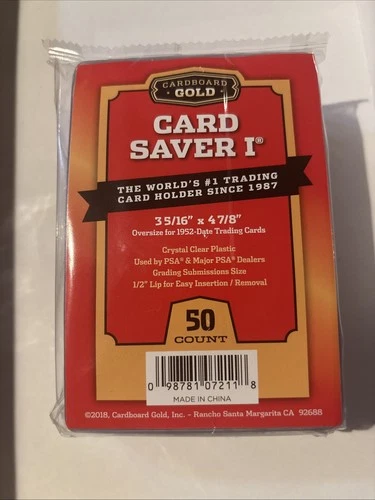 CARDBOARD
GOLD
CARD
SAVER I®
THE WORLD'S #1 TRADING
CARD HOLDER SINCE 1987
3 5/16" x 4 7/8"
Oversize for 1952-Date Trading Cards
Crystal Clear Plastic
Used by PSA® & Major PSA® Dealers
Grading Submissions Size
1/2" Lip for Easy Insertion / Removal
50
COUNT
0 98781 07211 8
MADE IN CHINA
©2018, Cardboard Gold, Inc. - Rancho Santa Margarita CA 92688